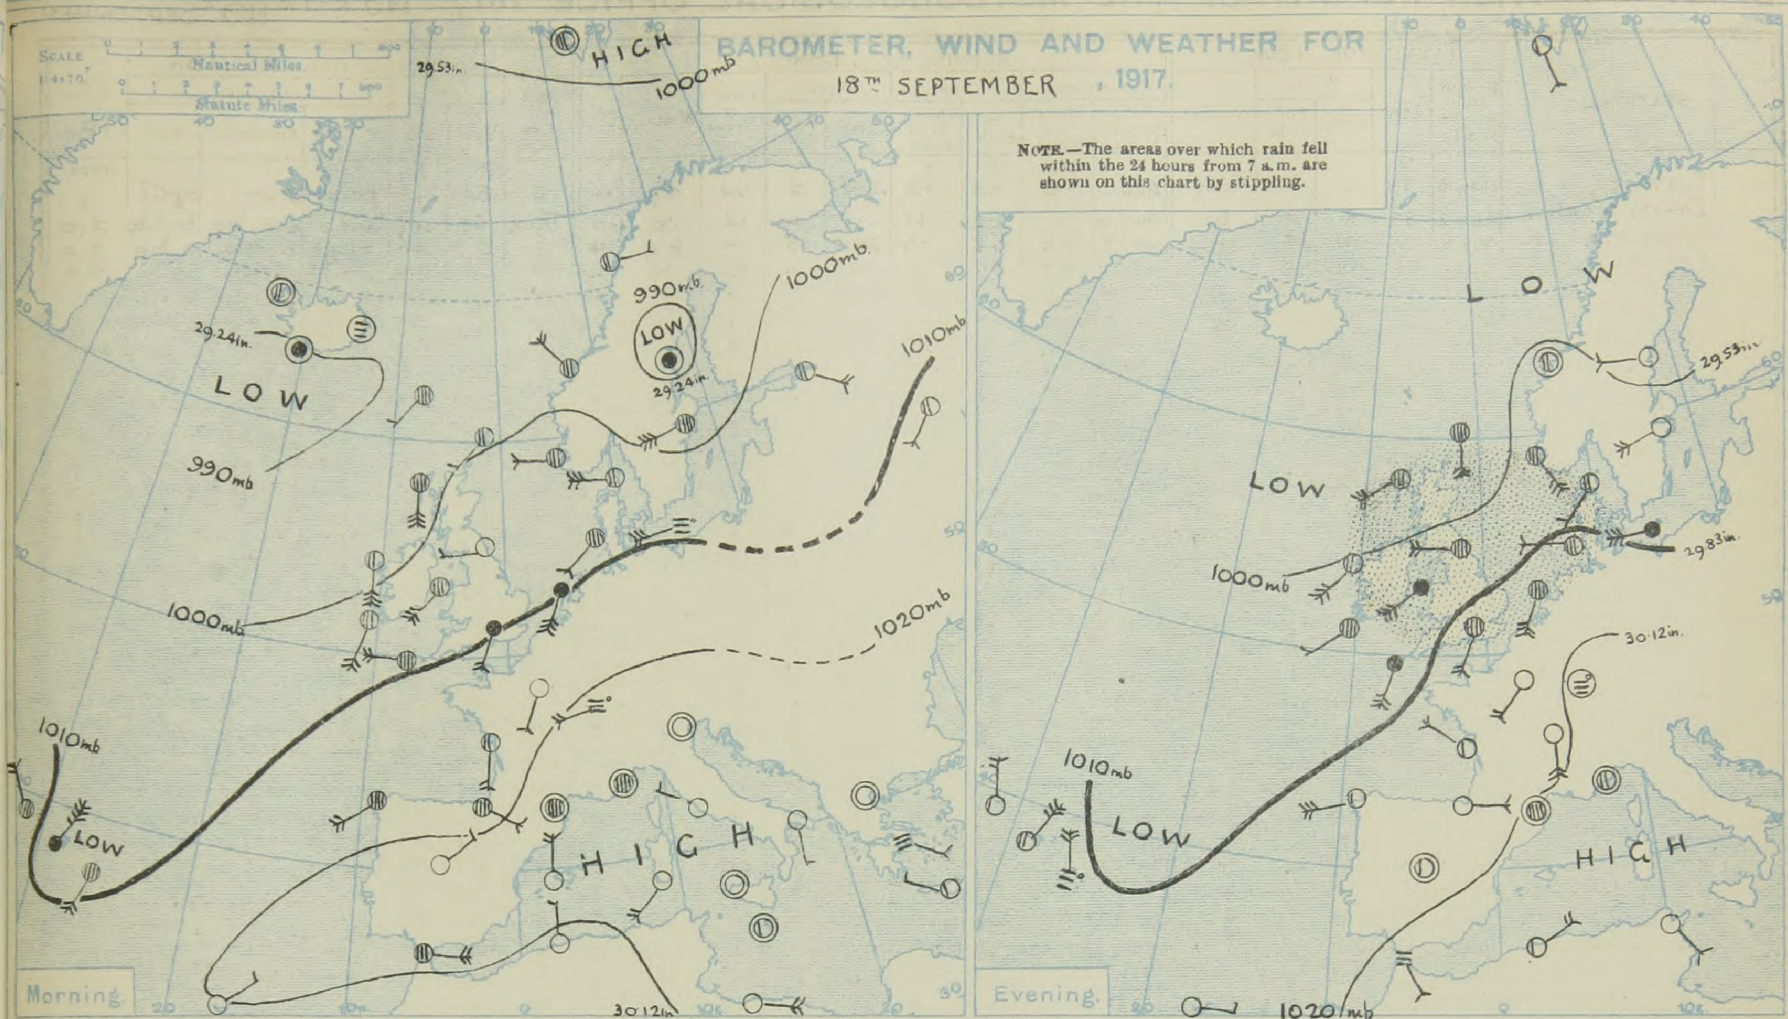 BAROMETER, WIND AND WEATHER FOR
18TH SEPTEMBER , 1917.
NOTE.—The areas over which rain fell
within the 24 hours from 7 a.m. are
shown on this chart by stippling.
SCALE
Nautical Miles
Statute Miles
HIGH
29.53in.
1000mb
990mb.
LOW
29.24in.
1000mb.
1010mb
29.24in.
LOW
990mb
1000mb
1020mb
1010mb
LOW
HIGH
30.12in
Morning.
LOW
29.53in.
LOW
1000mb
29.83in.
30.12in.
1010mb
LOW
HIGH
1020mb
Evening.